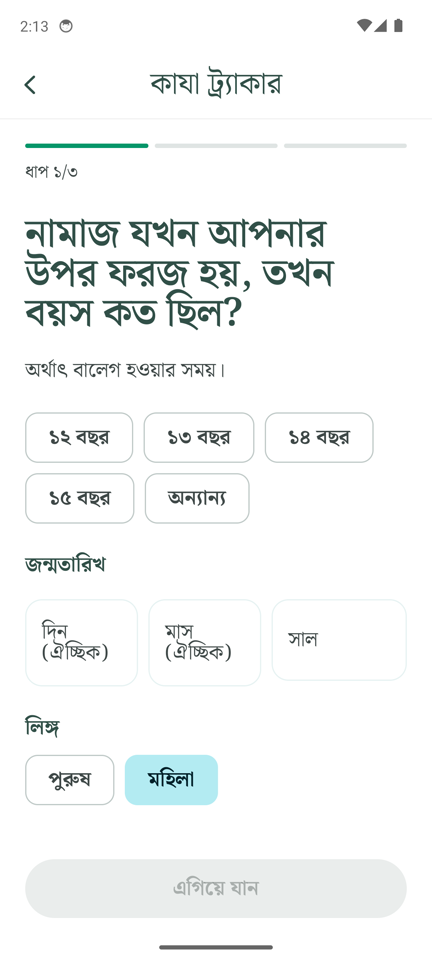 2:13
কাযা ট্র্যাকার
ধাপ ১/৩
নামাজ যখন আপনার
উপর ফরজ হয়, তখন
বয়স কত ছিল?
অর্থাৎ বালেগ হওয়ার সময়।
১২ বছর
১৩ বছর
১৪ বছর
১৫ বছর
অন্যান্য
জন্মতারিখ
দিন
(ঐচ্ছিক)
মাস
(ঐচ্ছিক)
সাল
লিঙ্গ
পুরুষ
মহিলা
এগিয়ে যান